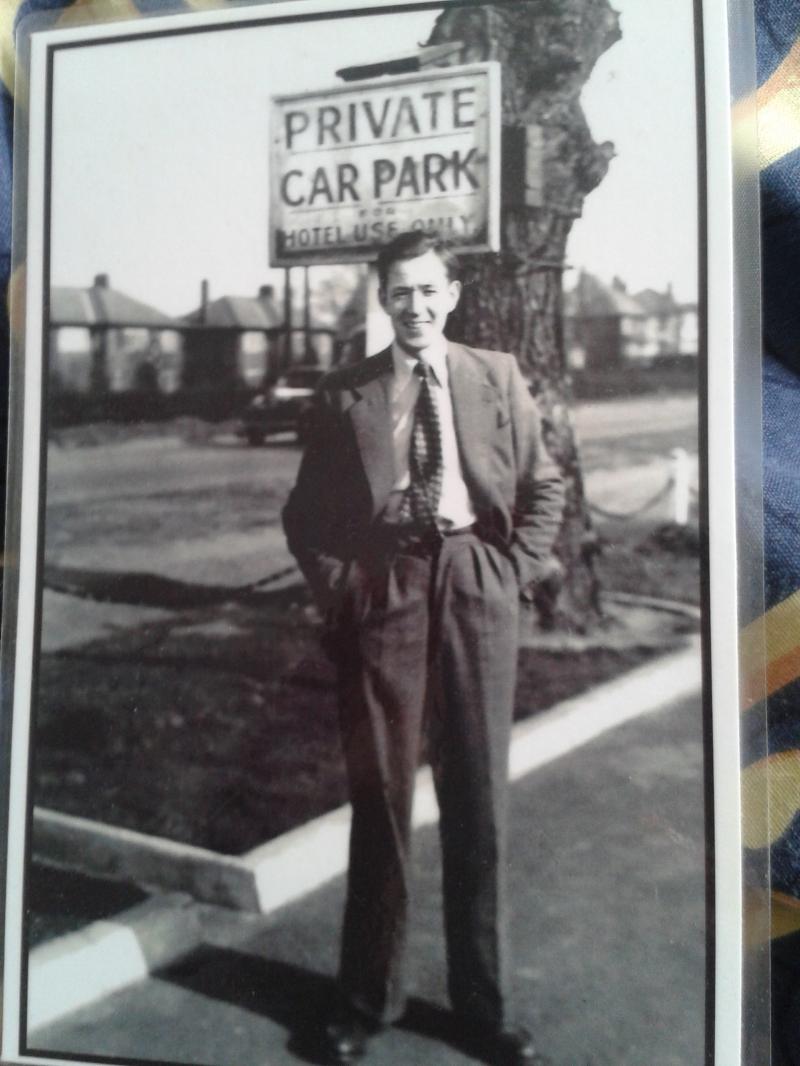 PRIVATE
CAR PARK
FOR
HOTEL USE ONLY